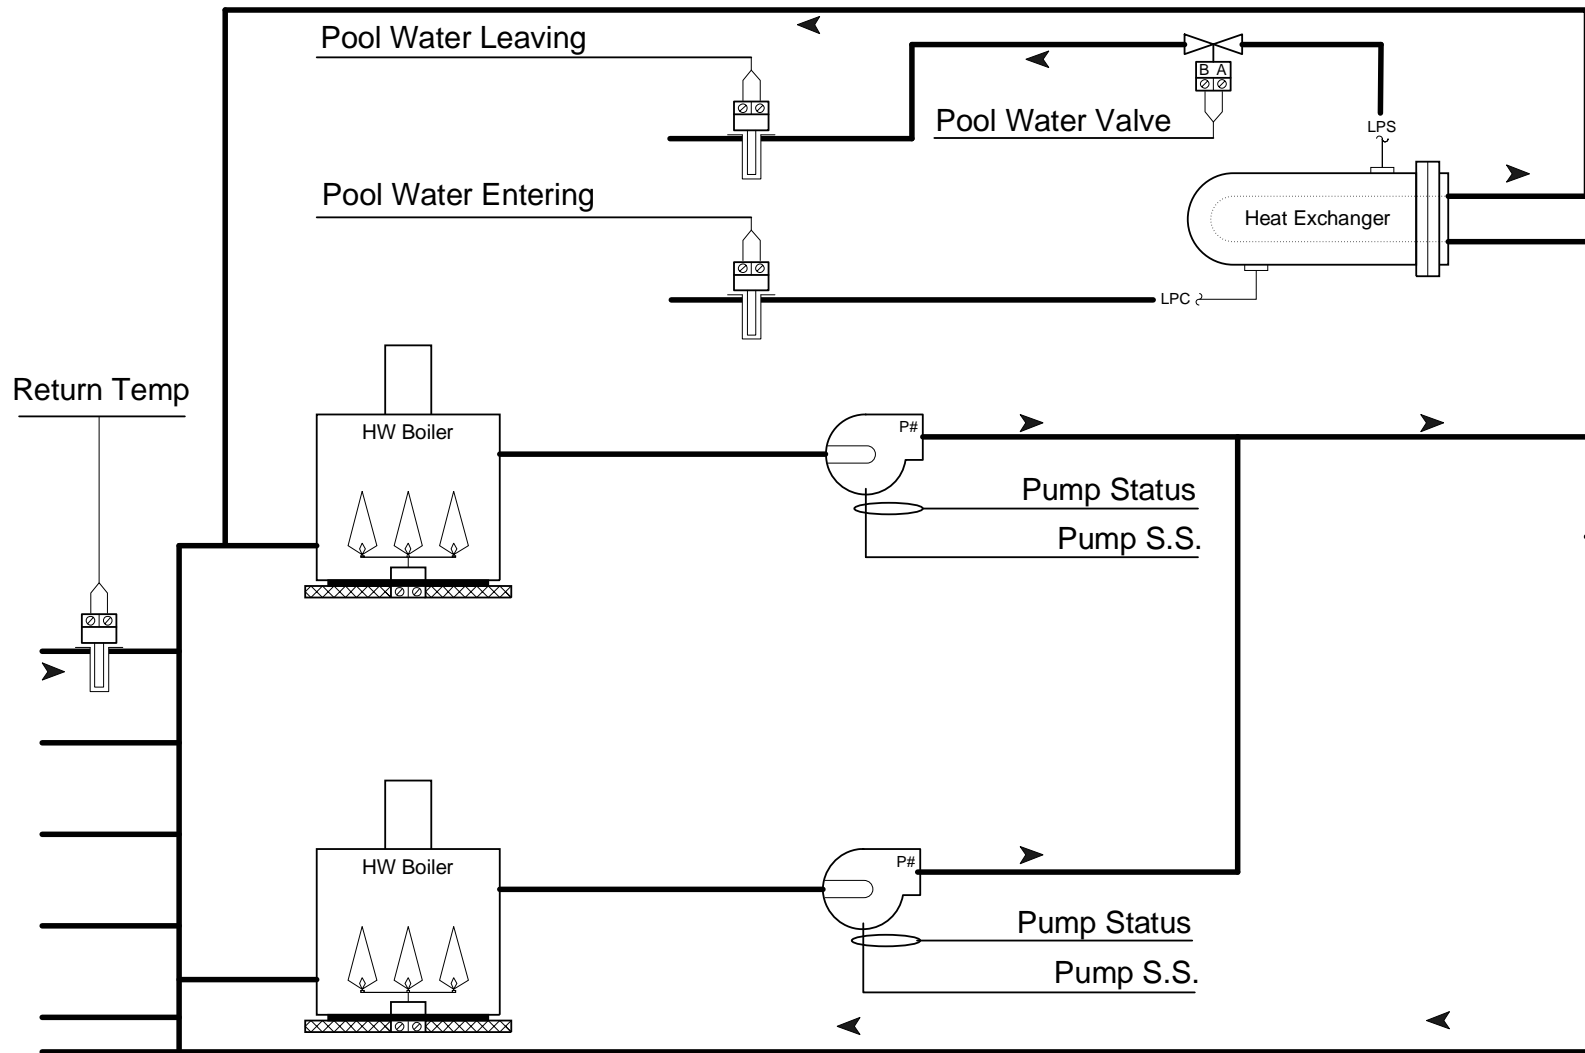 Pool Water Leaving
B A
Pool Water Valve
LPS
Pool Water Entering
Heat Exchanger
LPC
Return Temp
HW Boiler
P#
Pump Status
Pump S.S.
HW Boiler
P#
Pump Status
Pump S.S.